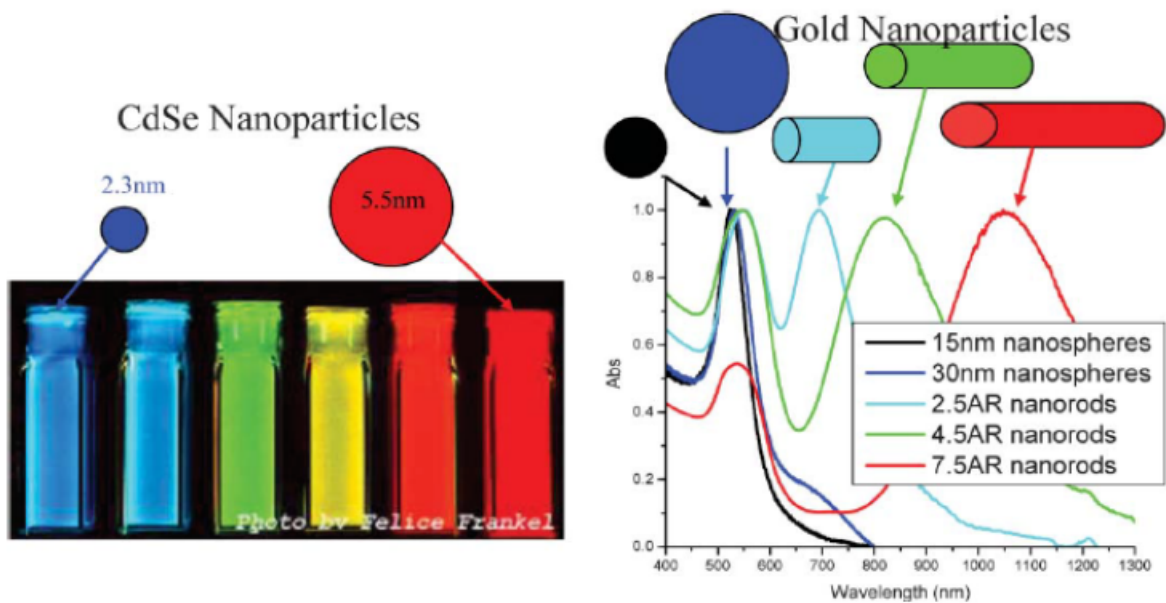 CdSe Nanoparticles
2.3nm
5.5nm
Photo by Felice Frankel
Gold Nanoparticles
Abs
1.0
0.8
0.6
0.4
0.2
0.0
15nm nanospheres
30nm nanospheres
2.5AR nanorods
4.5AR nanorods
7.5AR nanorods
400 500 600 700 800 900 1000 1100 1200 1300
Wavelength (nm)